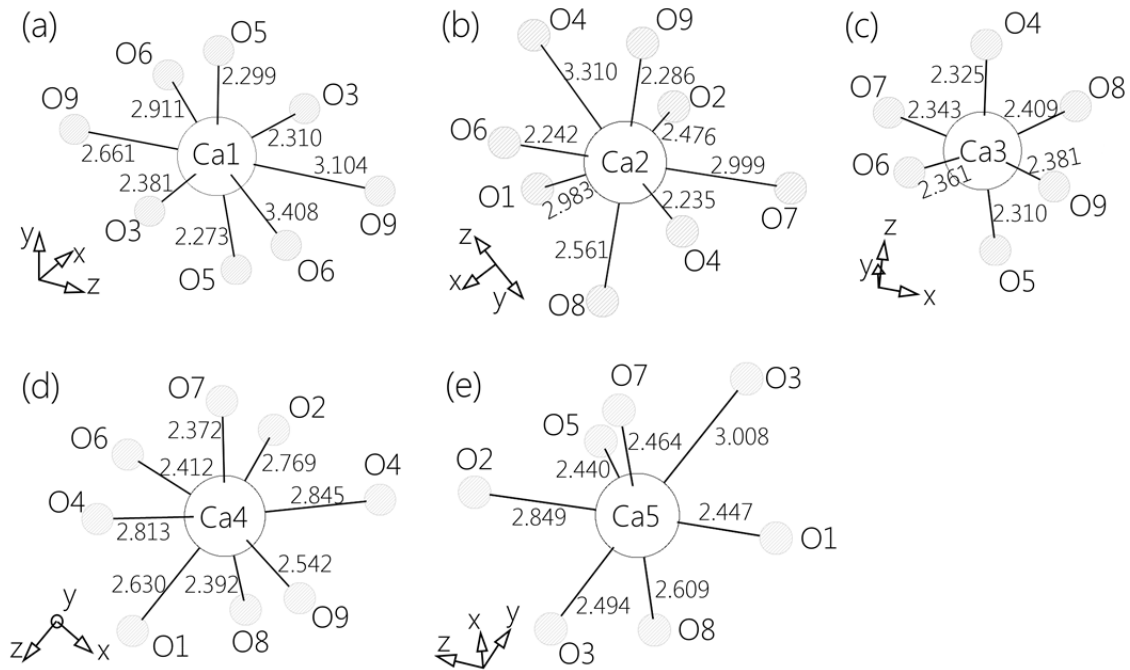 (a)
O5
O6
2.299
2.911
O3
O9
2.310
Ca1
2.661
3.104
2.381
3.408
O9
O3
2.273
O6
O5
y
x
z
(b)
O4
O9
3.310
2.286
O2
O6
2.242
2.476
Ca2
2.999
O1
2.983
2.235
O7
2.561
O4
O8
z
x
y
(c)
O4
2.325
O7
2.343
2.409
O8
Ca3
O6
2.361
2.381
O9
2.310
O5
z
y
x
(d)
O7
O2
2.372
O6
2.412
2.769
O4
2.845
O4
Ca4
2.813
2.542
2.630
2.392
O9
O1
O8
y
z
x
(e)
O7
O3
O5
2.464
3.008
2.440
O2
2.849
Ca5
2.447
O1
2.494
2.609
O3
O8
x
y
z